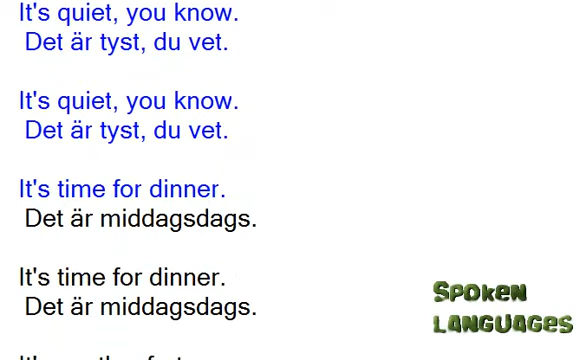 It's quiet, you know.
Det är tyst, du vet.
It's quiet, you know.
Det är tyst, du vet.
It's time for dinner.
Det är middagsdags.
It's time for dinner.
Det är middagsdags.
Spoken
Languages